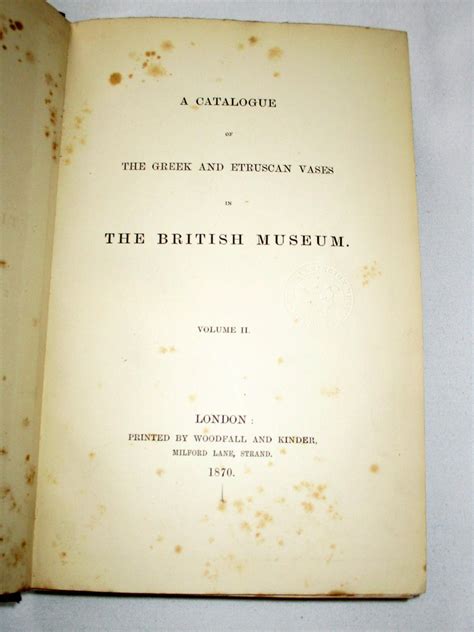 A CATALOGUE
OF
THE GREEK AND ETRUSCAN VASES
IN
THE BRITISH MUSEUM.
VOLUME II.
LONDON:
PRINTED BY WOODFALL AND KINDER,
MILFORD LANE, STRAND.
1870.